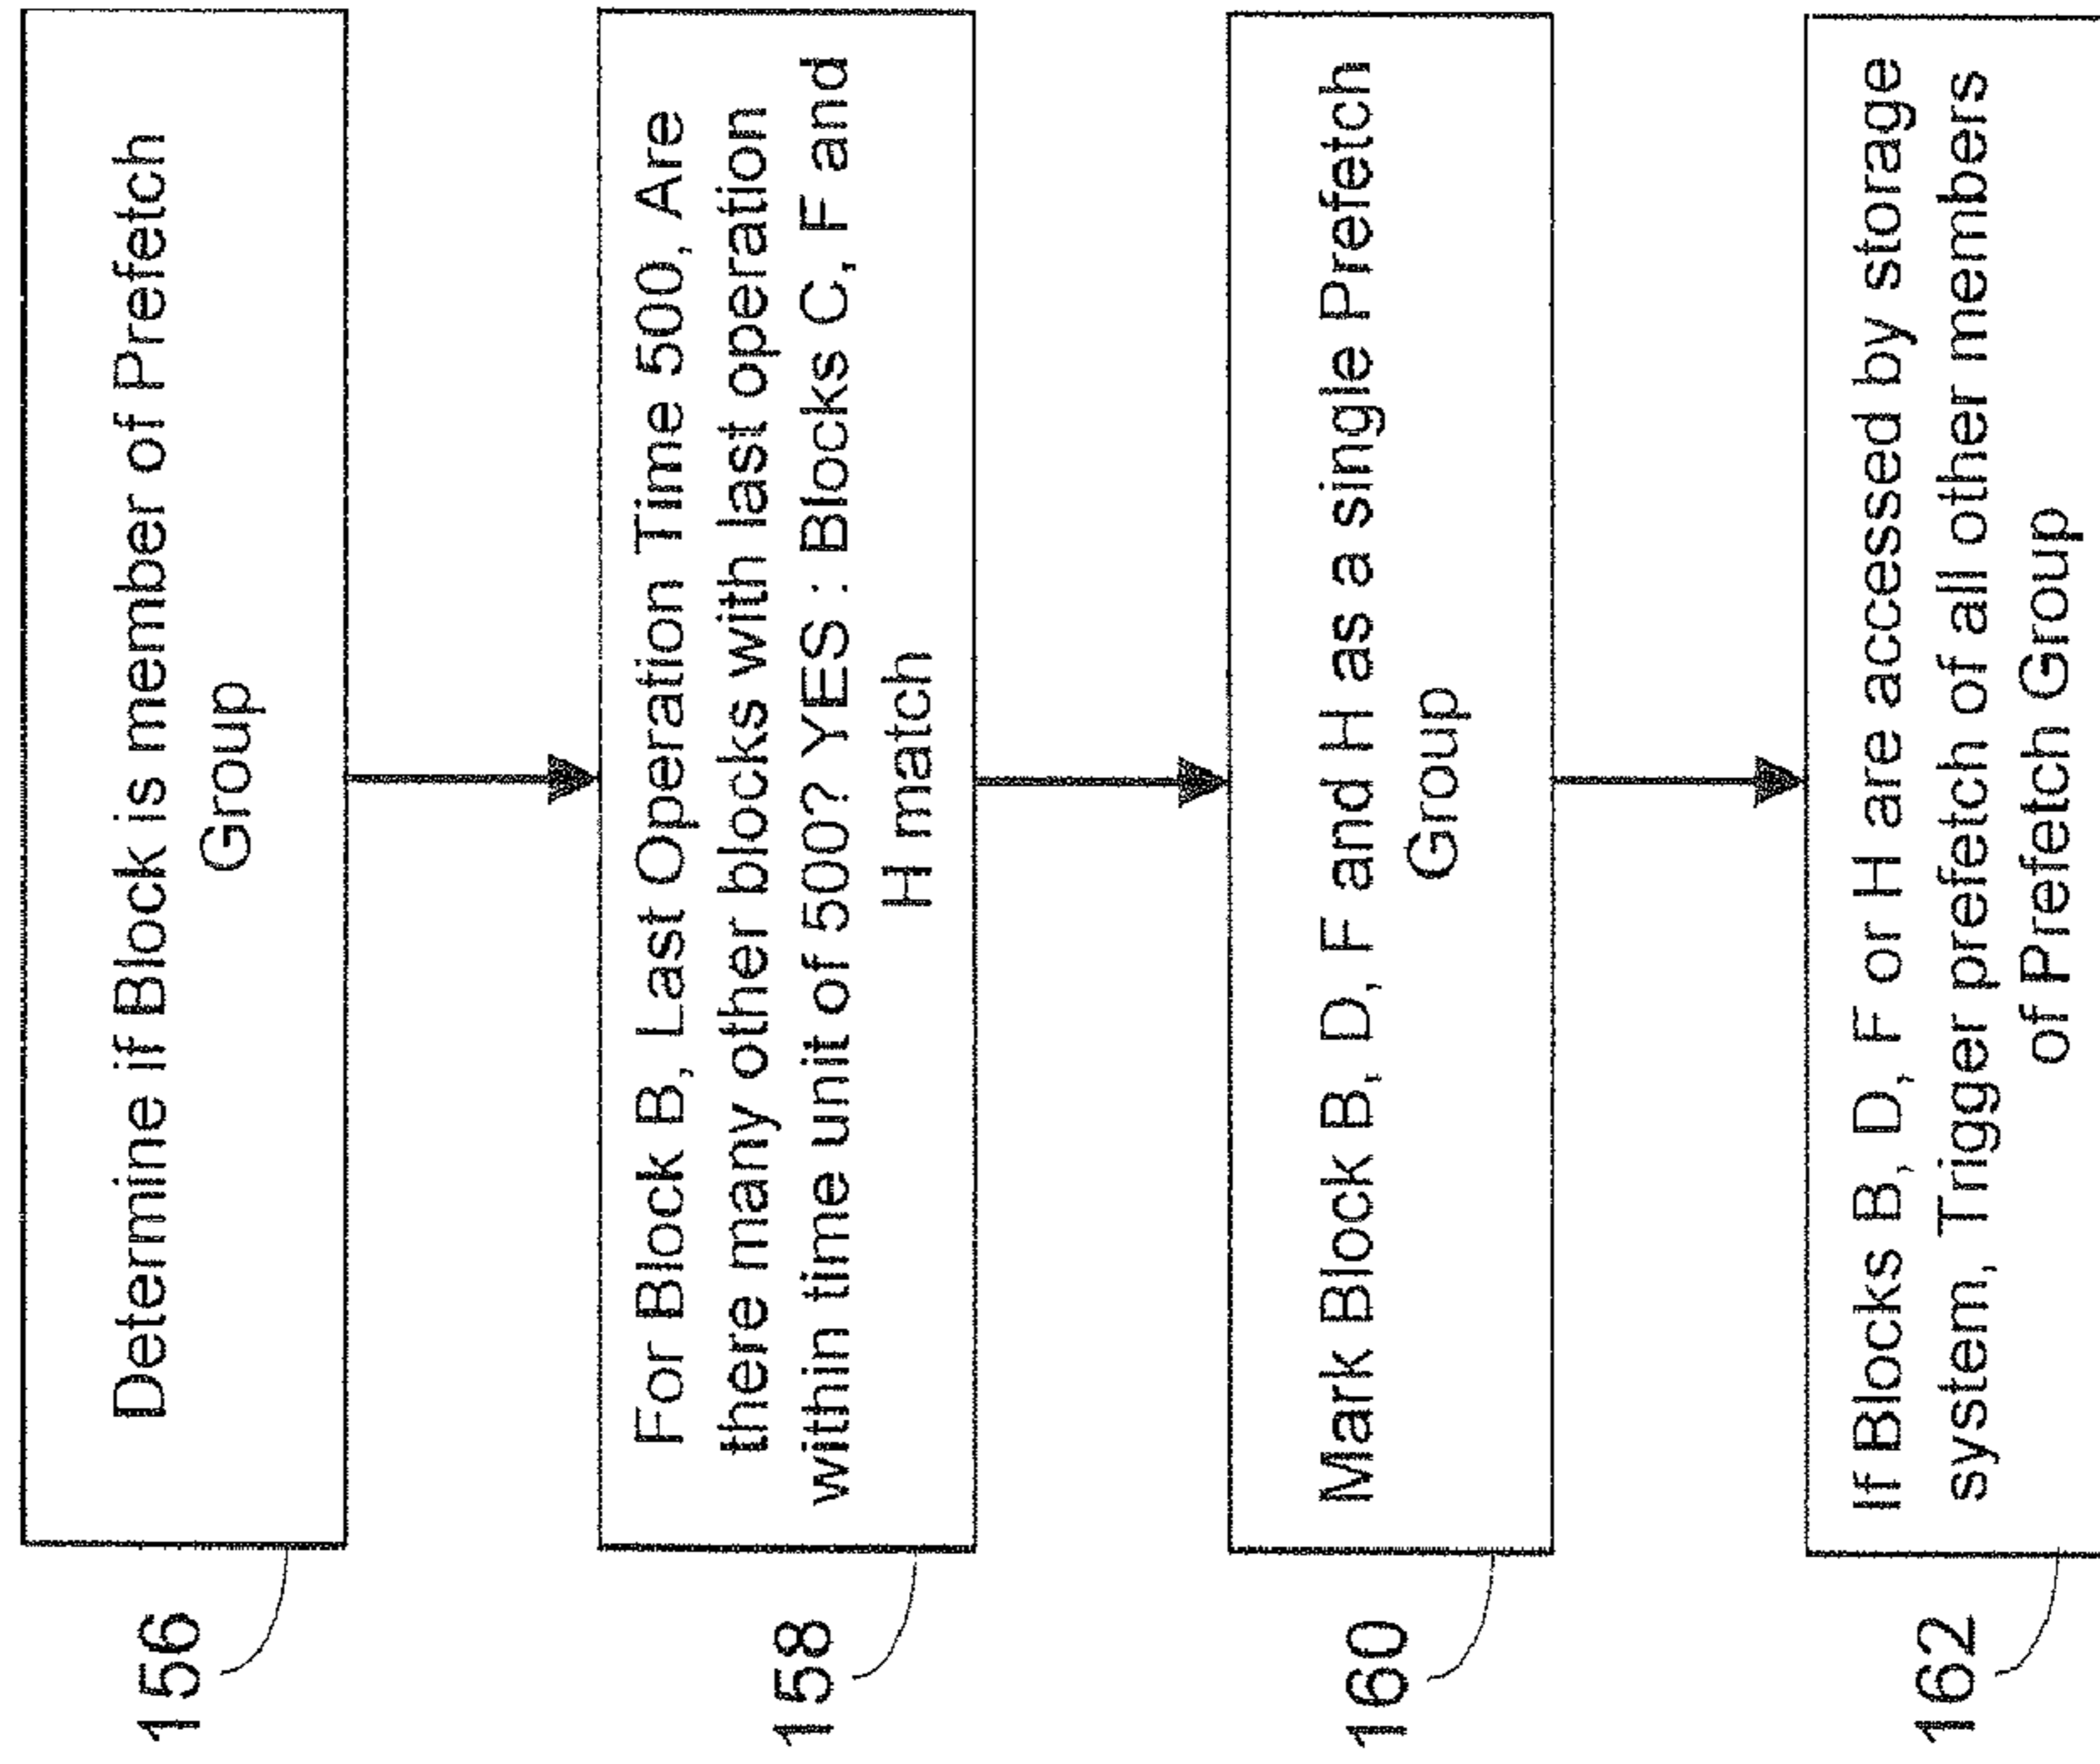 156
Determine if Block is member of Prefetch
Group
158
For Block B, Last Operation Time 500, Are
there many other blocks with last operation
within time unit of 500? YES : Blocks C, F and
H match
160
Mark Block B, D, F and H as a single Prefetch
Group
162
If Blocks B, D, F or H are accessed by storage
system, Trigger prefetch of all other members
of Prefetch Group